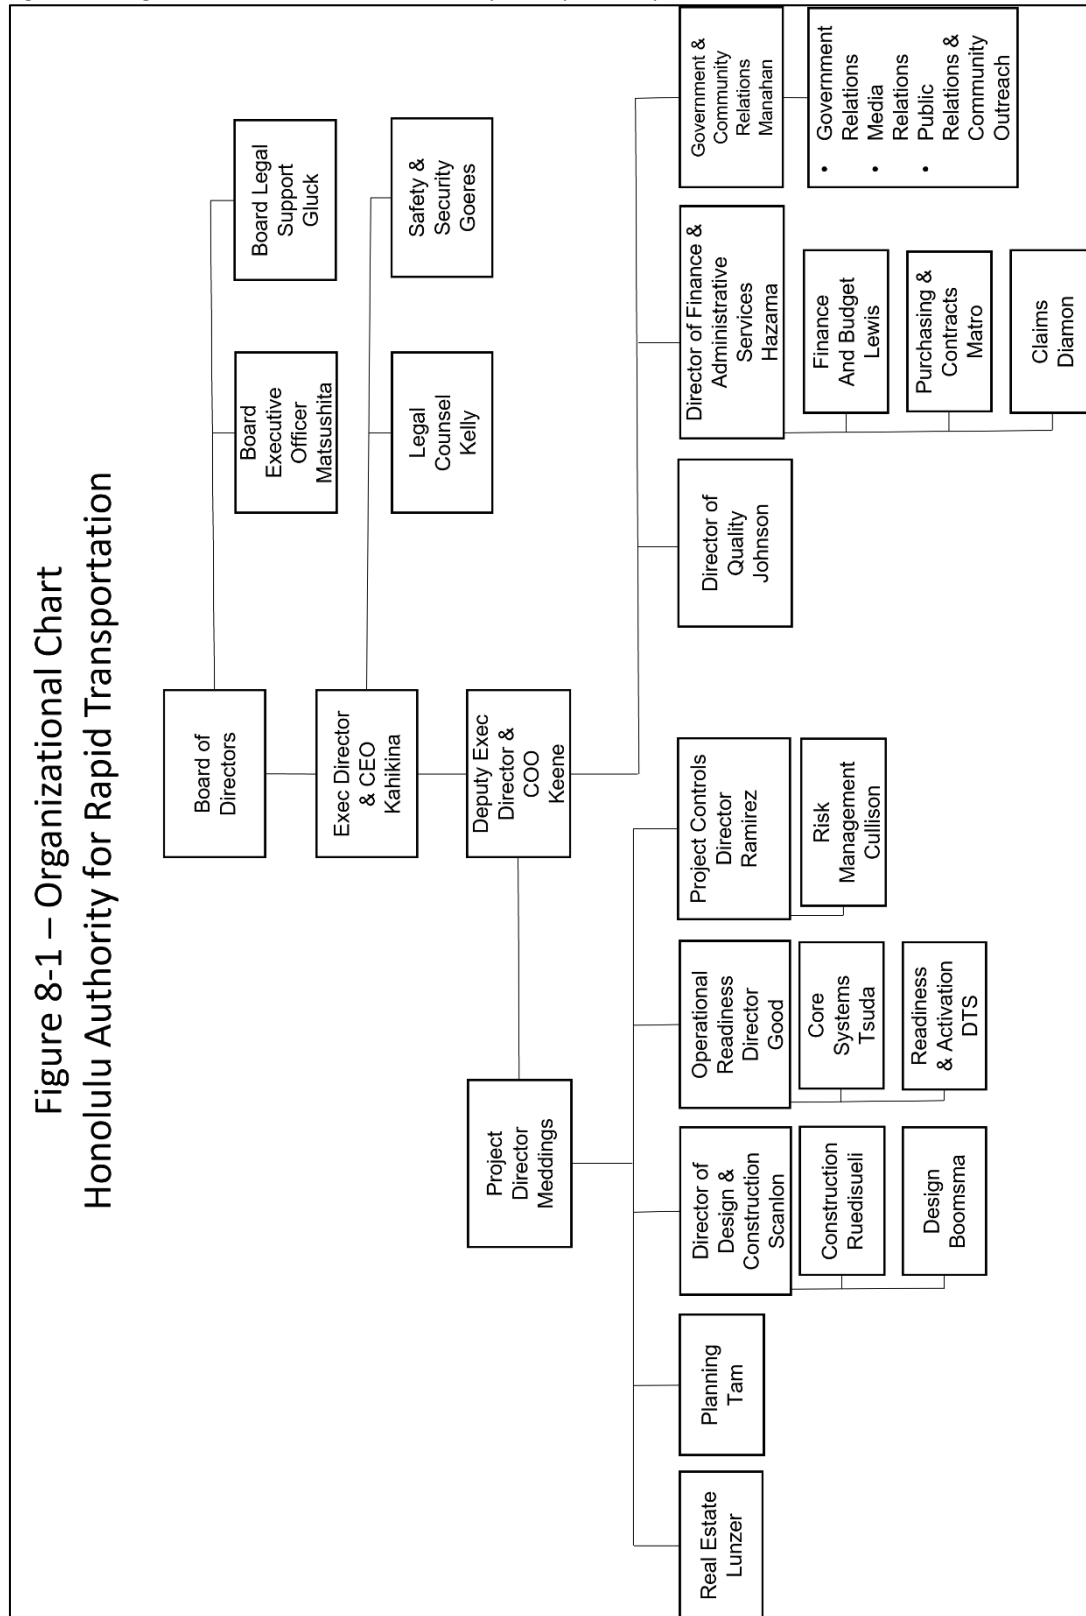 Figure 8-1 – Organizational Chart
Honolulu Authority for Rapid Transportation
Board of
Directors
Board
Executive
Officer
Matsushita
Board Legal
Support
Gluck
Exec Director
& CEO
Kahikina
Legal
Counsel
Kelly
Safety &
Security
Goeres
Deputy Exec
Director &
COO
Keene
Project
Director
Meddings
Real Estate
Lunzer
Planning
Tam
Director of
Design &
Construction
Scanlon
Construction
Ruedisueli
Design
Boomsma
Operational
Readiness
Director
Good
Core
Systems
Tsuda
Readiness
& Activation
DTS
Project Controls
Director
Ramirez
Risk
Management
Cullison
Director of
Quality
Johnson
Director of Finance &
Administrative
Services
Hazama
Finance
And Budget
Lewis
Purchasing &
Contracts
Matro
Claims
Diamon
Government &
Community
Relations
Manahan
• Government
Relations
• Media
Relations
• Public
Relations &
Community
Outreach